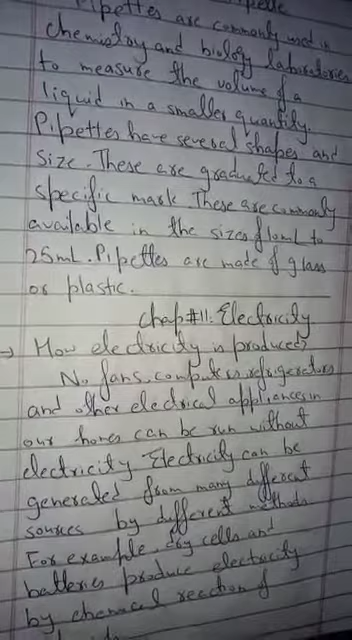 Pipettes are commonly used in
chemistry and biology laboratories
to measure the volume of a
liquid in a smaller quantity.
Pipettes have several shapes and
size. These are graduated to a
specific mark These are commonly
available in the sizes of 10mL to
25mL. Pipettes are made of glass
or plastic.
Chap#11: Electricity
→ How electricity is produced?
No fans, computers, refrigerators
and other electrical appliances in
our homes can be run without
electricity Electricity can be
generated from many different
sources by different methods
For example, dry cells and
batteries produce electricity
by chemical reaction of